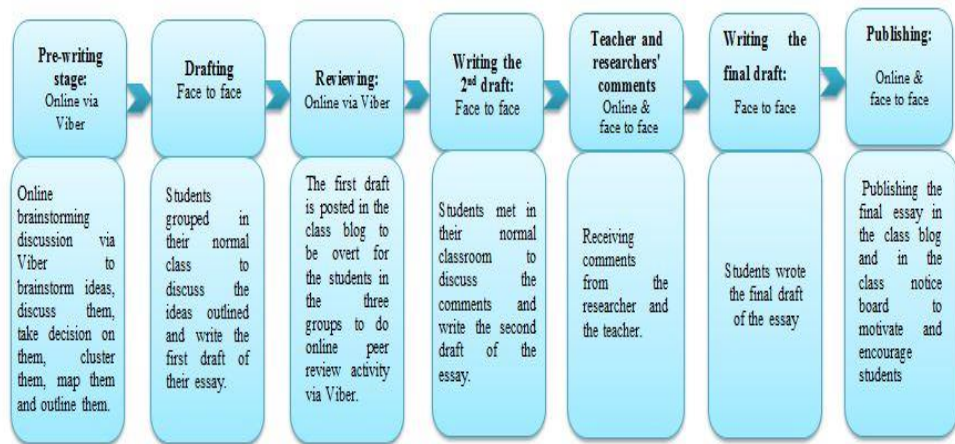 Pre-writing
stage:
Online via
Viber
Drafting
Face to face
Reviewing:
Online via Viber
Writing the
2nd draft:
Face to face
Teacher and
researchers'
comments
Online &
face to face
Writing the
final draft:
Face to face
Publishing:
Online &
face to face
Online
brainstorming
discussion via
Viber to
brainstorm ideas,
discuss them,
take decision on
them, cluster
them, map them
and outline them.
Students
grouped in
their normal
class to
discuss the
ideas outlined
and write the
first draft of
their essay.
The first draft
is posted in the
class blog to
be overt for
the students in
the three
groups to do
online peer
review activity
via Viber.
Students met in
their normal
classroom to
discuss the
comments and
write the second
draft of the
essay.
Receiving
comments
from the
researcher and
the teacher.
Students wrote
the final draft
of the essay
Publishing the
final essay in
the class blog
and in the
class notice
board to
motivate and
encourage
students